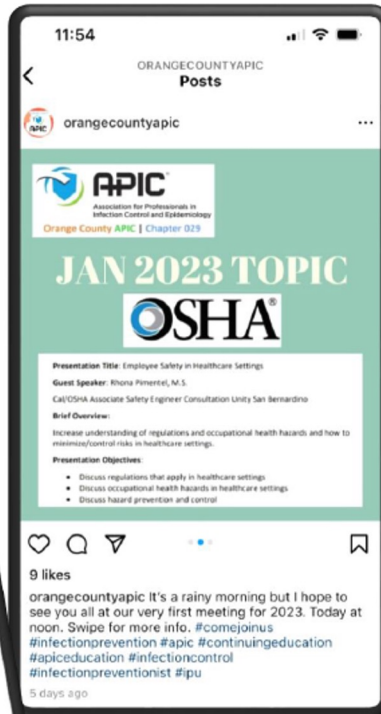 11:54
ORANGECOUNTYAPIC
Posts
orangecountyapic
APIC
APIC
Association for Professionals in
Infection Control and Epidemiology
Orange County APIC | Chapter 029
JAN 2023 TOPIC
OSHA®
Presentation Title: Employee Safety in Healthcare Settings
Guest Speaker: Rhona Pimentel, M.S.
Cal/OSHA Associate Safety Engineer Consultation Unity San Bernardino
Brief Overview:
Increase understanding of regulations and occupational health hazards and how to
minimize/control risks in healthcare settings.
Presentation Objectives:
• Discuss regulations that apply in healthcare settings
• Discuss occupational health hazards in healthcare settings
• Discuss hazard prevention and control
9 likes
orangecountyapic It's a rainy morning but I hope to
see you all at our very first meeting for 2023. Today at
noon. Swipe for more info. #comejoinus
#infectionprevention #apic #continuingeducation
#apiceducation #infectioncontrol
#infectionpreventionist #ipu
5 days ago